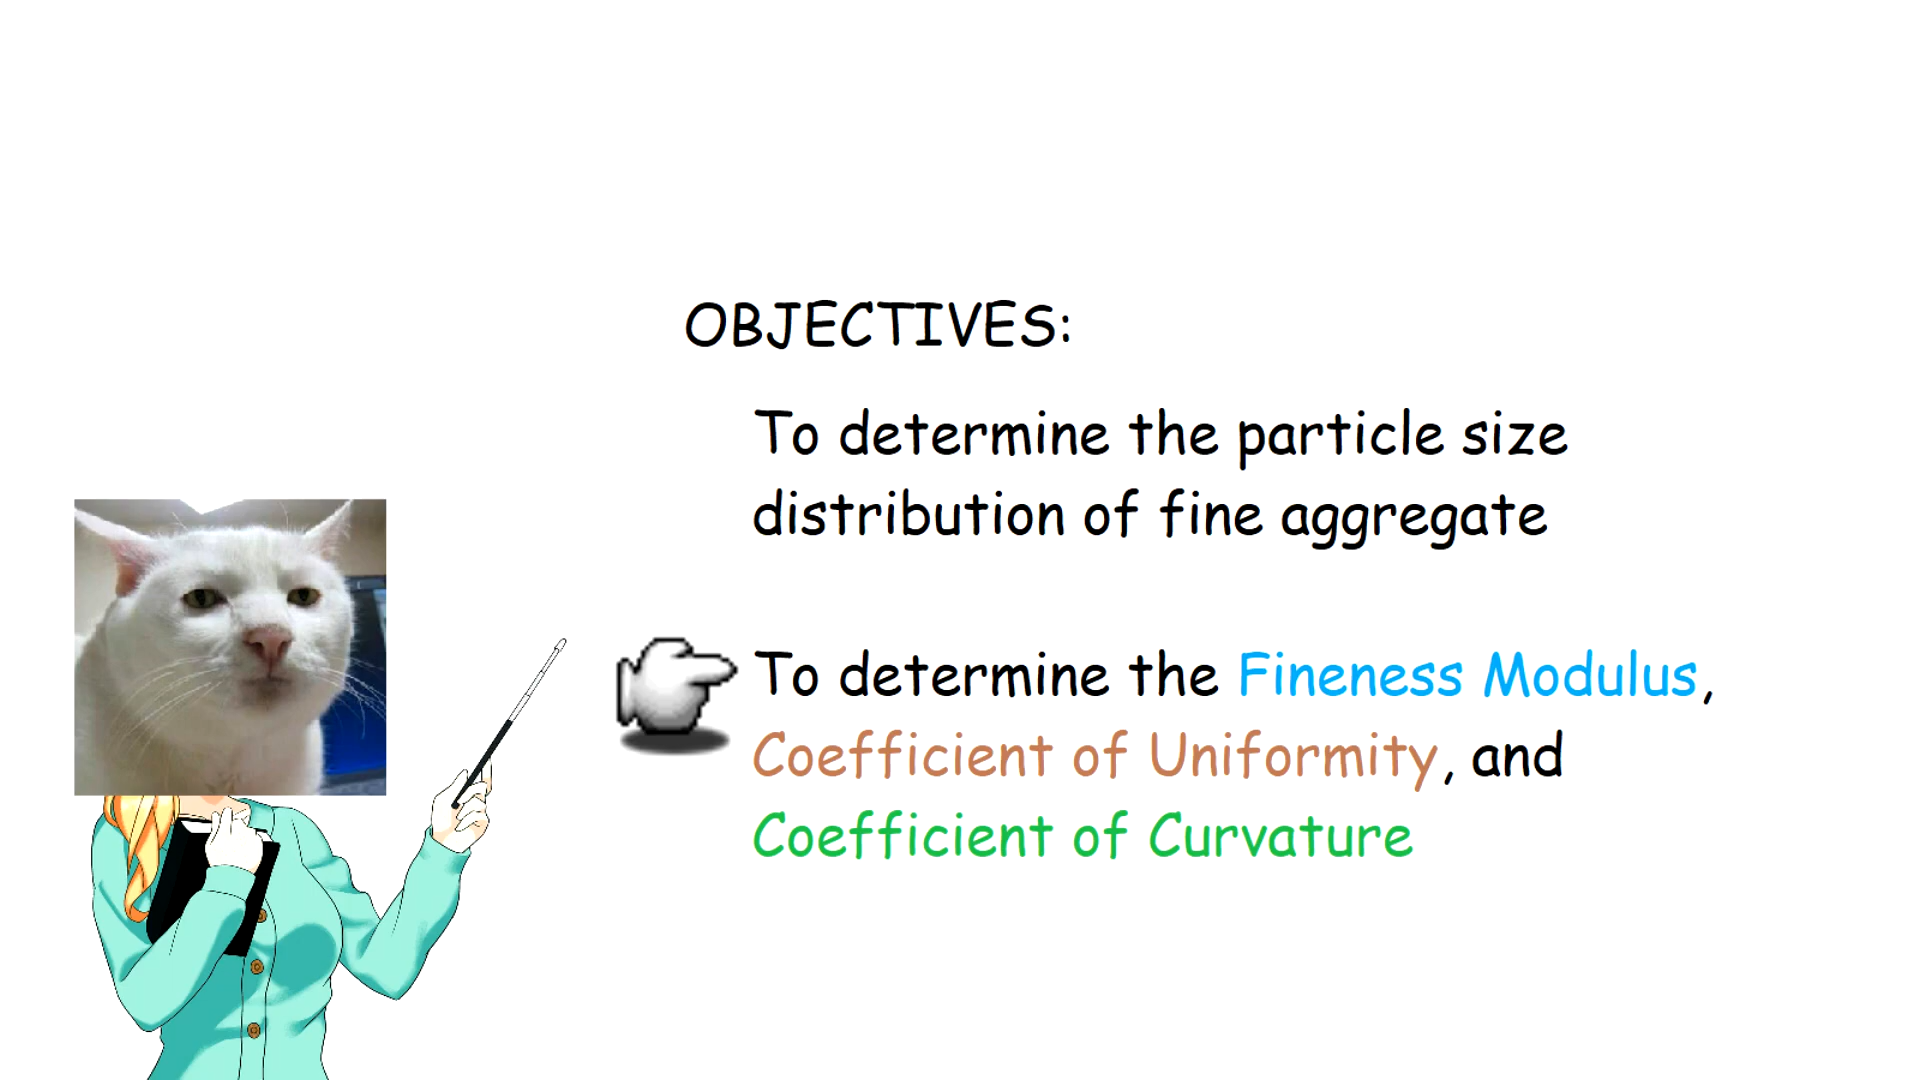 OBJECTIVES:
To determine the particle size
distribution of fine aggregate
To determine the Fineness Modulus,
Coefficient of Uniformity, and
Coefficient of Curvature